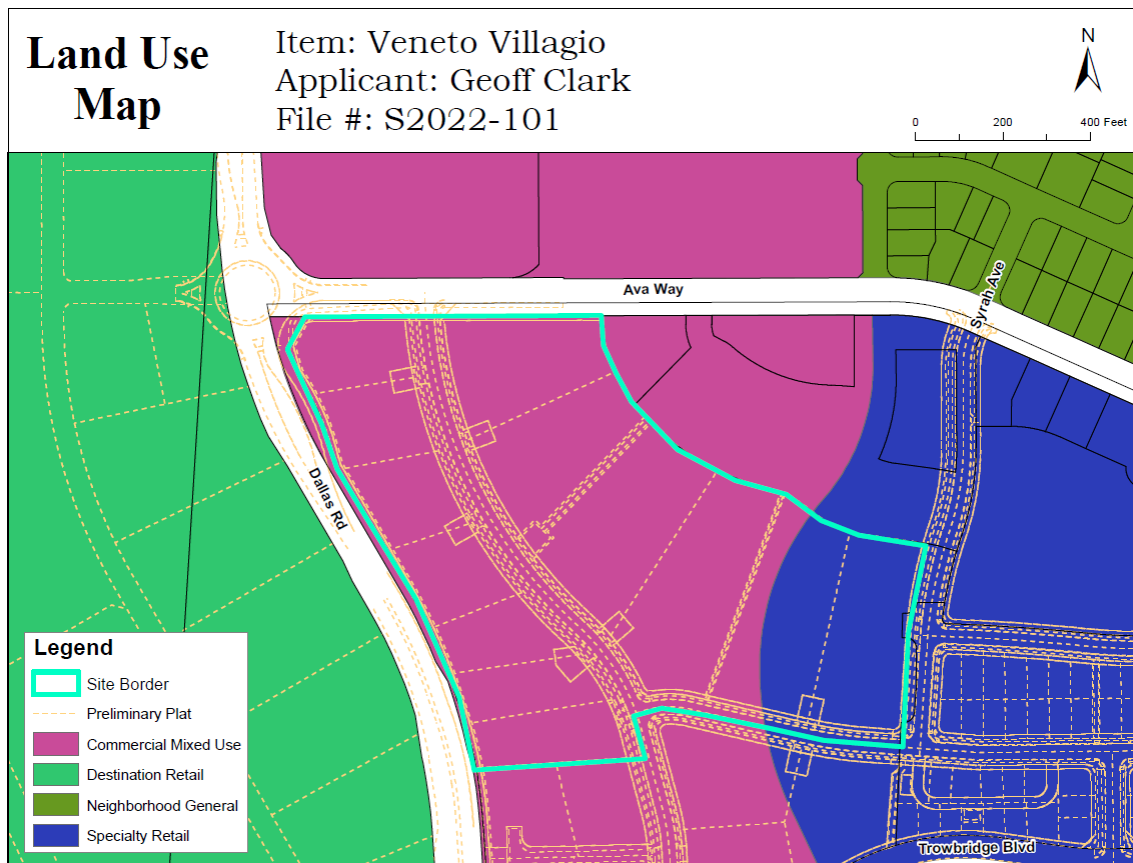 Land Use
Map
Item: Veneto Villagio
Applicant: Geoff Clark
File #: S2022-101
N
0 200 400 Feet
Ava Way
Syrah Ave
Dallas Rd
Legend
Site Border
Preliminary Plat
Commercial Mixed Use
Destination Retail
Neighborhood General
Specialty Retail
Trowbridge Blvd